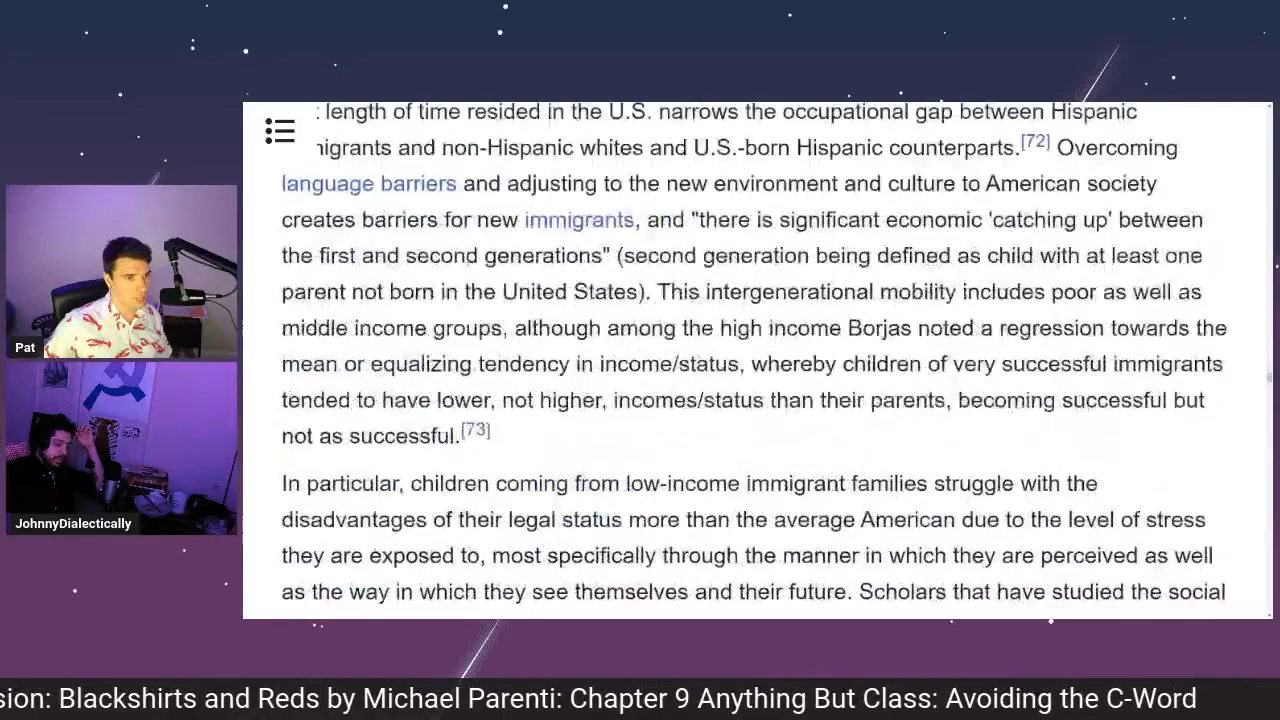 : length of time resided in the U.S. narrows the occupational gap between Hispanic
nigrants and non-Hispanic whites and U.S.-born Hispanic counterparts.[72] Overcoming
language barriers and adjusting to the new environment and culture to American society
creates barriers for new immigrants, and "there is significant economic 'catching up' between
the first and second generations" (second generation being defined as child with at least one
parent not born in the United States). This intergenerational mobility includes poor as well as
middle income groups, although among the high income Borjas noted a regression towards the
mean or equalizing tendency in income/status, whereby children of very successful immigrants
tended to have lower, not higher, incomes/status than their parents, becoming successful but
not as successful.[73]
In particular, children coming from low-income immigrant families struggle with the
disadvantages of their legal status more than the average American due to the level of stress
they are exposed to, most specifically through the manner in which they are perceived as well
as the way in which they see themselves and their future. Scholars that have studied the social
Pat
JohnnyDialectically
sion: Blackshirts and Reds by Michael Parenti: Chapter 9 Anything But Class: Avoiding the C-Word